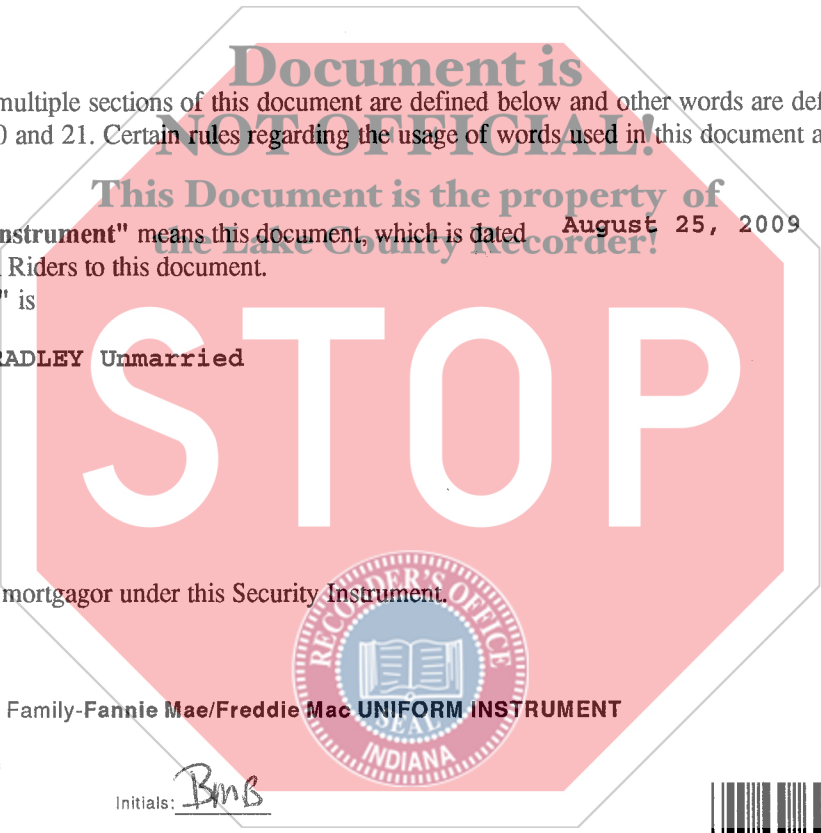 Document is
multiple sections of this document are defined below and other words are def
0 and 21. Certain rules regarding the usage of words used in this document a
NOT OFFICIAL!
This Document is the property of
nstrument" means this document, which is dated August 25, 2009
the Lake County Recorder!
Riders to this document.
" is
RADLEY Unmarried
STOP
mortgagor under this Security Instrument.
RECORDER'S OFFICE
SEAL
INDIANA
Family-Fannie Mae/Freddie Mac UNIFORM INSTRUMENT
Initials: BmB